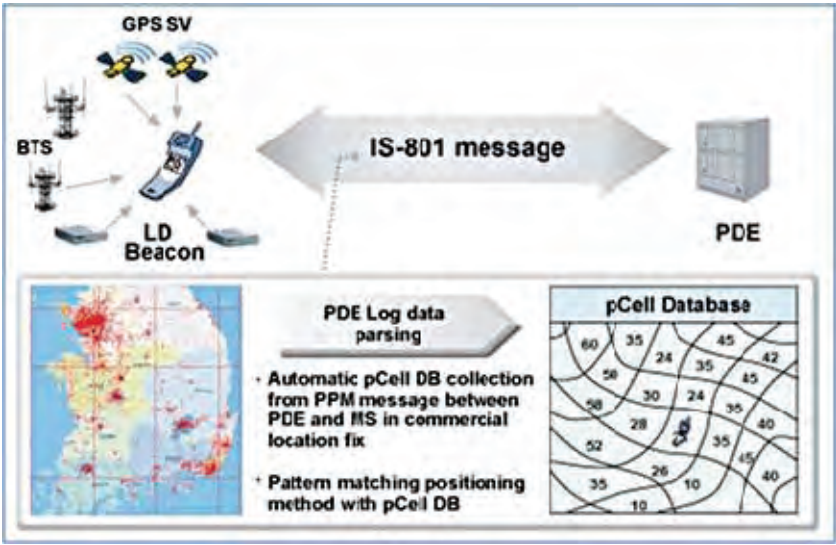 GPS SV
BTS
IS-801 message
LD
Beacon
PDE
PDE Log data
parsing
Automatic pCell DB collection
from PPM message between
PDE and MS in commercial
location fix
Pattern matching positioning
method with pCell DB
pCell Database
60 35 45
24 42
58 35
30 24 45
58 35
28 40
52 35
26 45
35 10 40
10